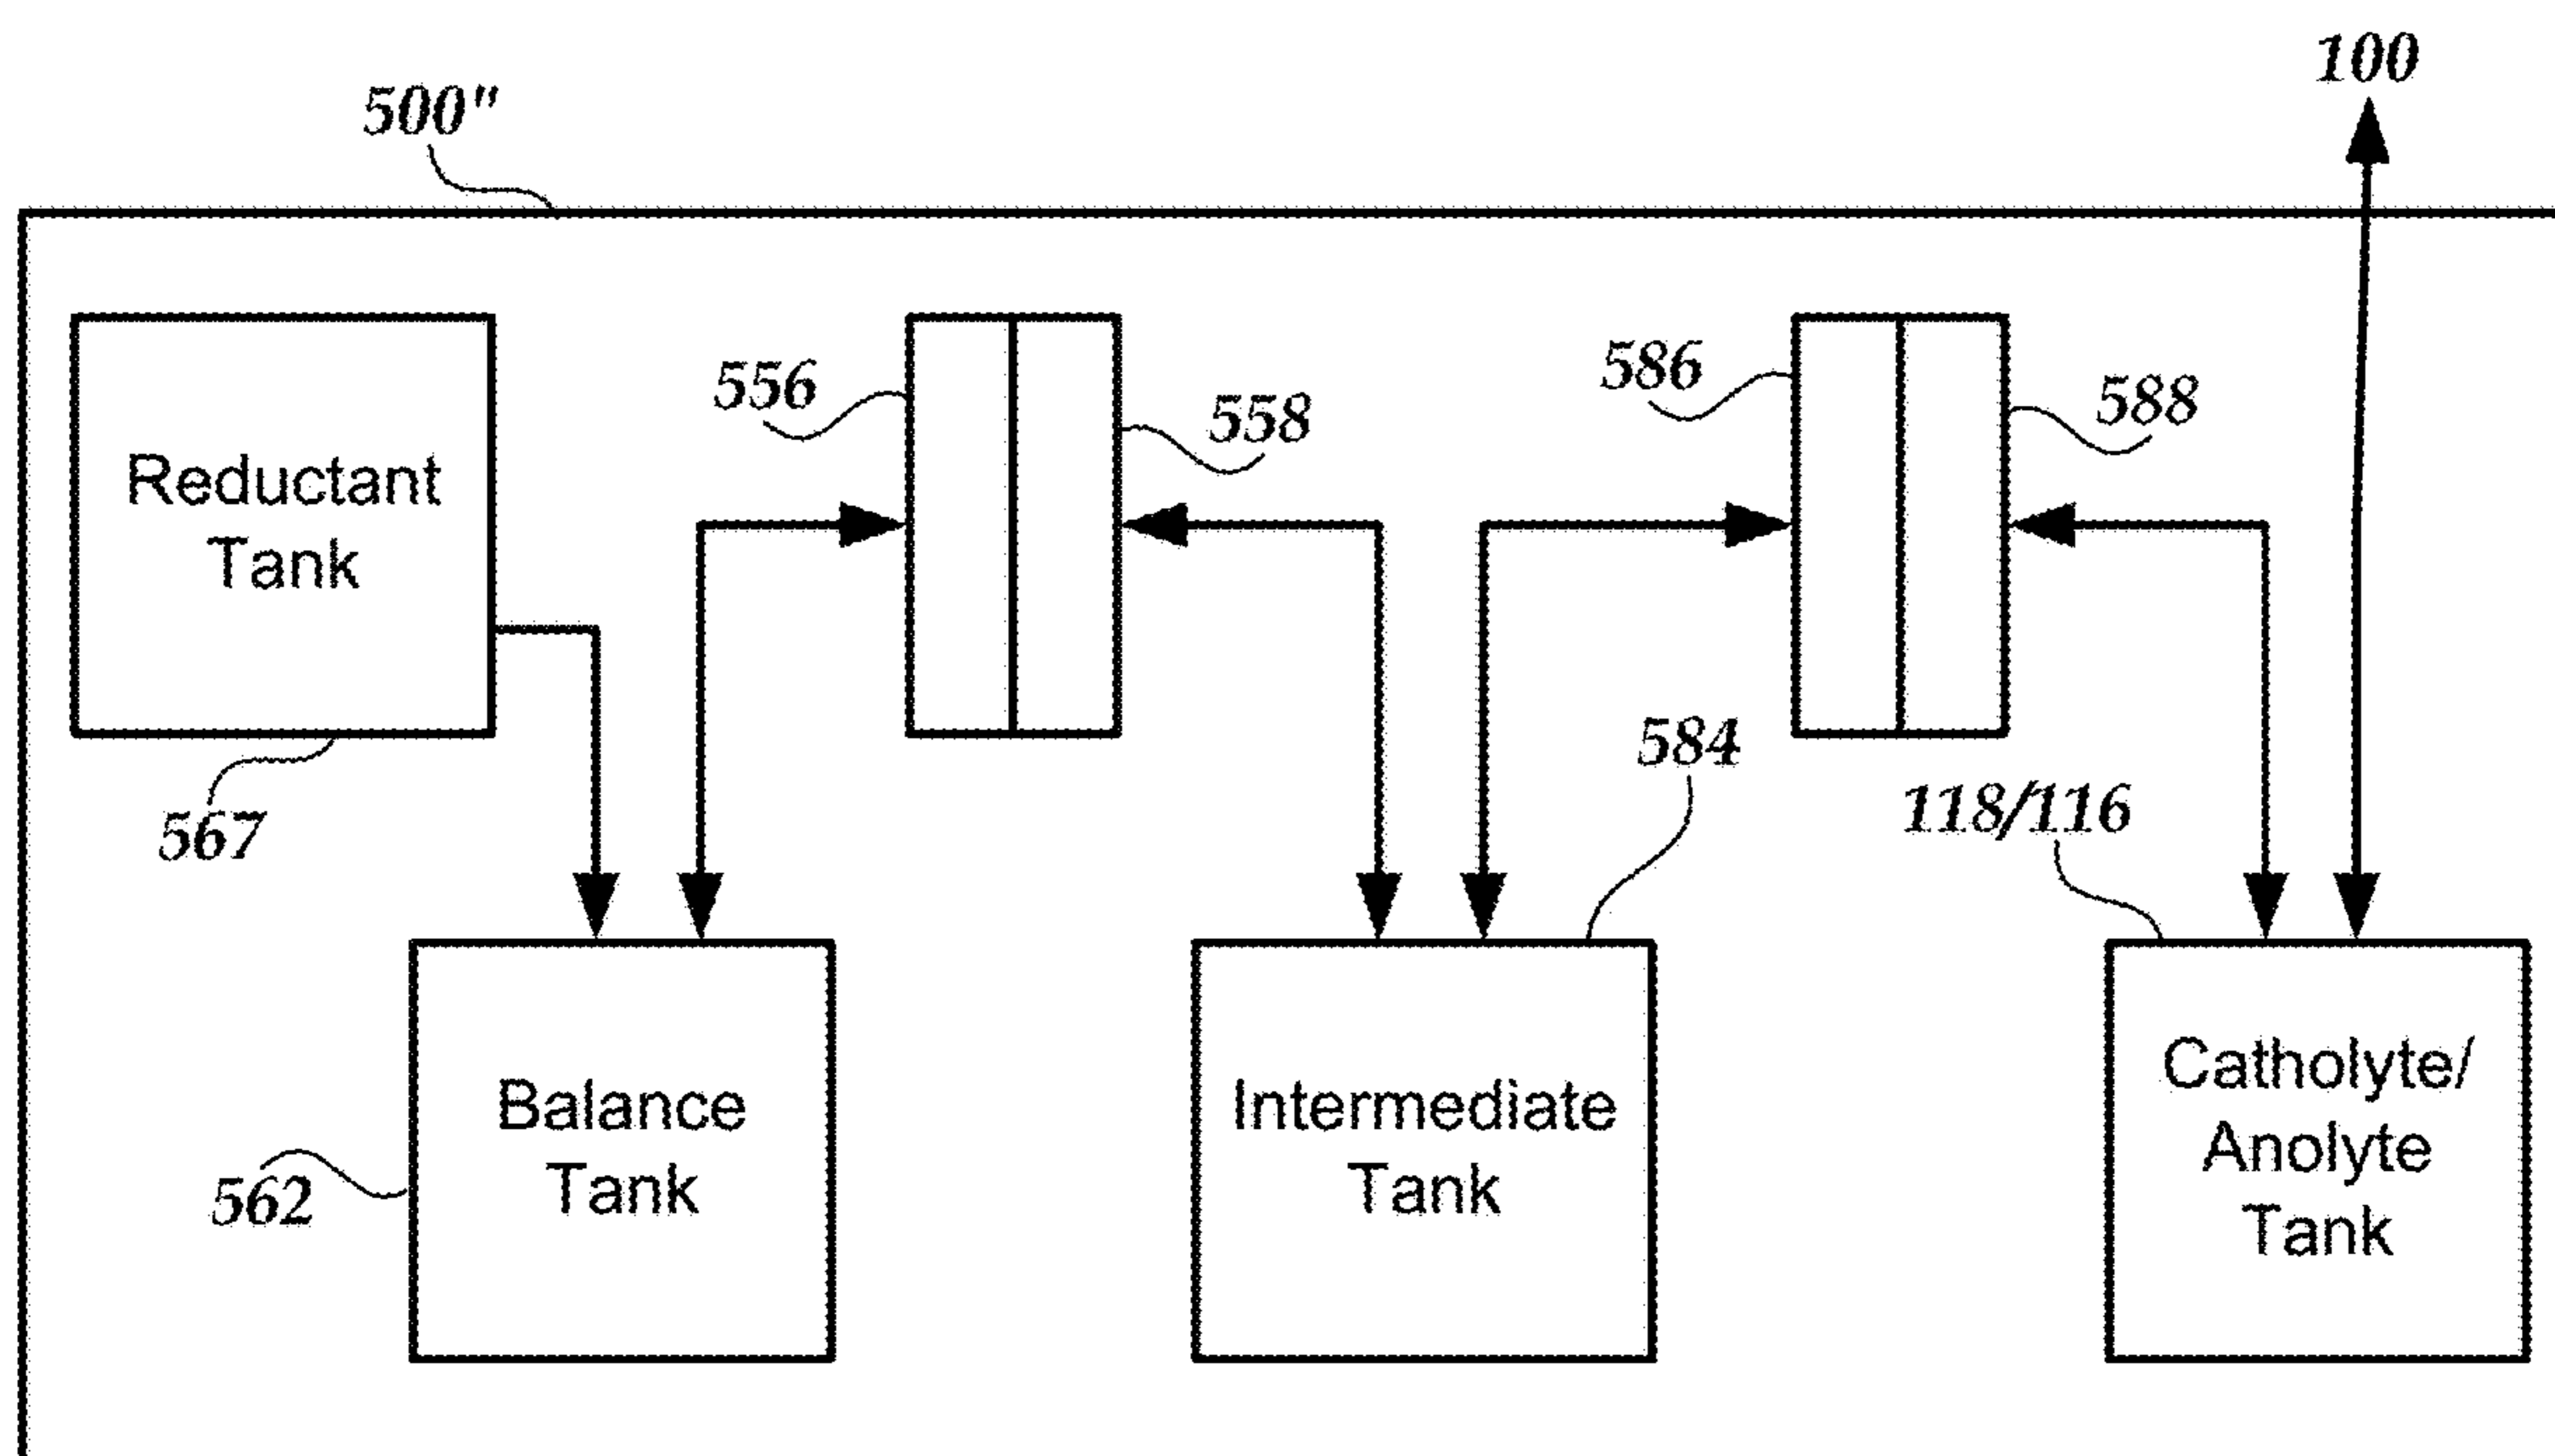 100
500"
556
558
586
588
Reductant
Tank
567
584
118/116
562
Balance
Tank
Intermediate
Tank
Catholyte/
Anolyte
Tank